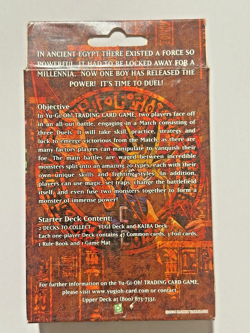 IN ANCIENT EGYPT THERE EXISTED A FORCE SO
POWERFUL, IT HAD TO BE LOCKED AWAY FOR A
MILLENNIA. NOW ONE BOY HAS RELEASED THE
POWER! IT'S TIME TO DUEL!
Objective
In Yu-Gi-Oh! TRADING CARD GAME, two players face off
in an all-out battle, engaging in a Match consisting of
three Duels. It will take skill, practice, strategy and
luck to emerge victorious from the Match, as there are
many factors players can manipulate to vanquish their
foe. The main battles are waged between incredible
monsters split into an amazing 20 types, each with their
own unique skills and fighting styles. In addition,
players can use magic, set traps, change the battlefield
itself, and even fuse two monsters together to form a
monster of immense power!
Starter Deck Content:
2 DECKS TO COLLECT - YUGI Deck and KAIBA Deck
Each one-player Deck contains 47 Common cards, 3 Foil cards
1 Rule Book and 1 Game Mat
For further information on the Yu-Gi-Oh! TRADING CARD GAME,
please visit www.yugioh-card.com or contact
Upper Deck at (800) 873-7332.